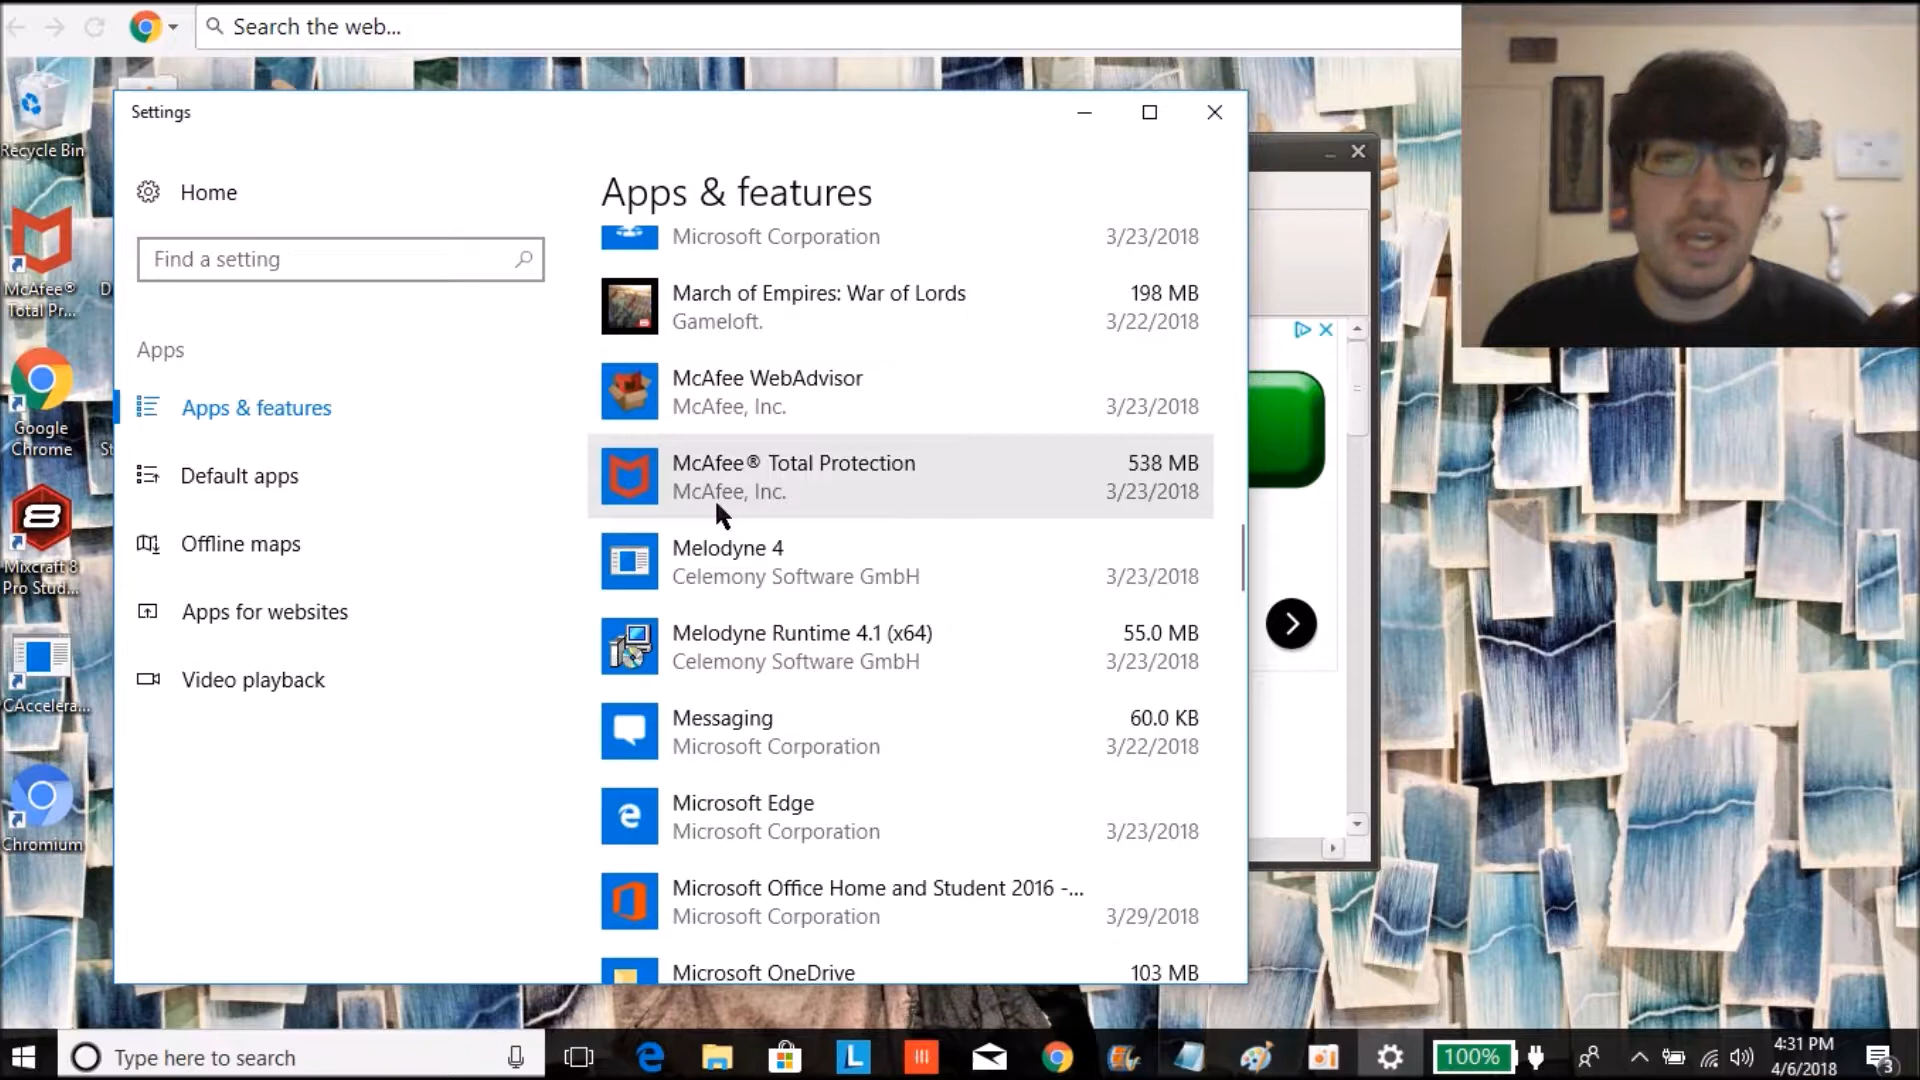 Search the web...
Recycle Bin
McAfee®
Total Pr...
D
Google
Chrome
St
Mixcraft 8
Pro Stud...
CAccelera...
Chromium
Settings
Home
Find a setting
Apps
Apps & features
Default apps
Offline maps
Apps for websites
Video playback
Apps & features
Microsoft Corporation 3/23/2018
March of Empires: War of Lords 198 MB
Gameloft. 3/22/2018
McAfee WebAdvisor
McAfee, Inc. 3/23/2018
McAfee® Total Protection 538 MB
McAfee, Inc. 3/23/2018
Melodyne 4
Celemony Software GmbH 3/23/2018
Melodyne Runtime 4.1 (x64) 55.0 MB
Celemony Software GmbH 3/23/2018
Messaging 60.0 KB
Microsoft Corporation 3/22/2018
Microsoft Edge
Microsoft Corporation 3/23/2018
Microsoft Office Home and Student 2016 -...
Microsoft Corporation 3/29/2018
Microsoft OneDrive 103 MB
Type here to search
100%
4:31 PM
4/6/2018
3